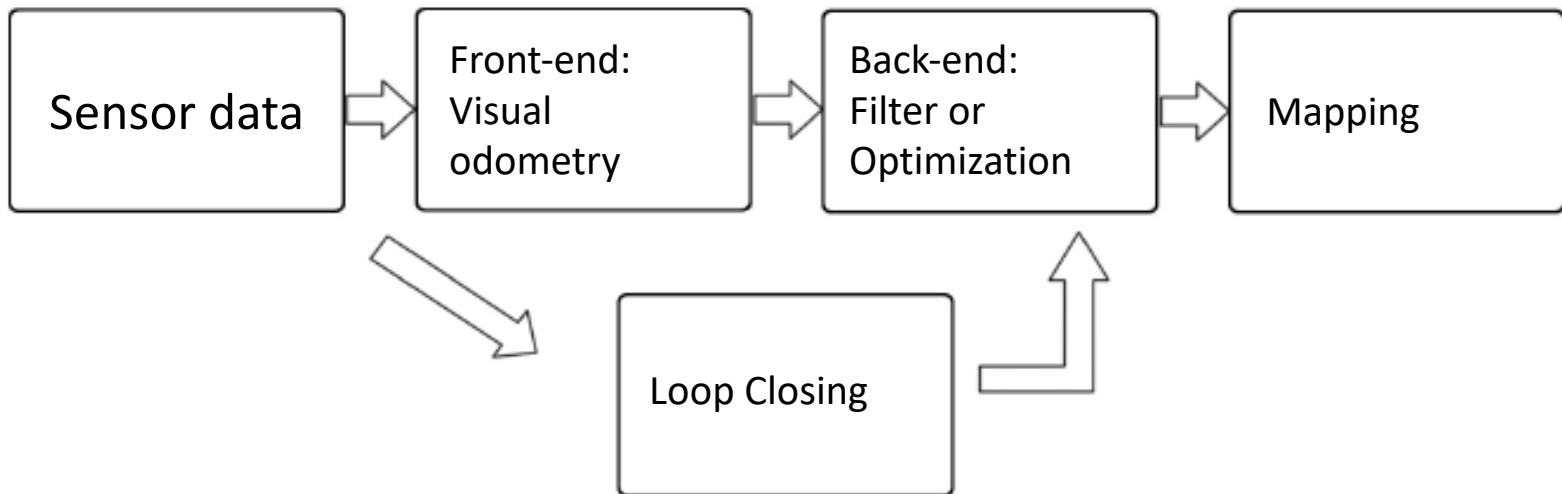 Sensor data
Front-end:
Visual
odometry
Back-end:
Filter or
Optimization
Mapping
Loop Closing